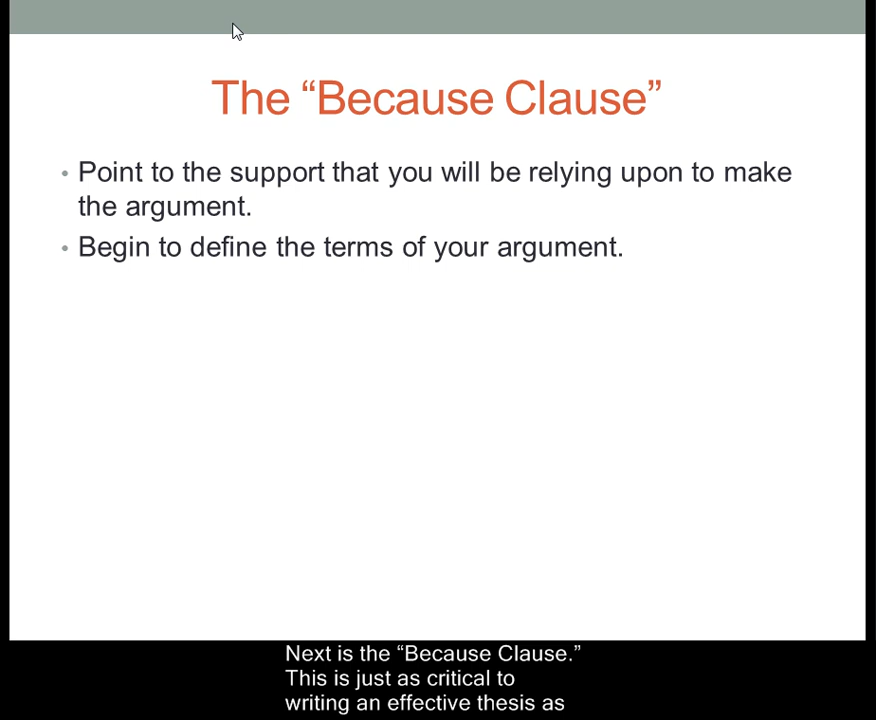 The “Because Clause”
• Point to the support that you will be relying upon to make
the argument.
• Begin to define the terms of your argument.
Next is the “Because Clause.”
This is just as critical to
writing an effective thesis as